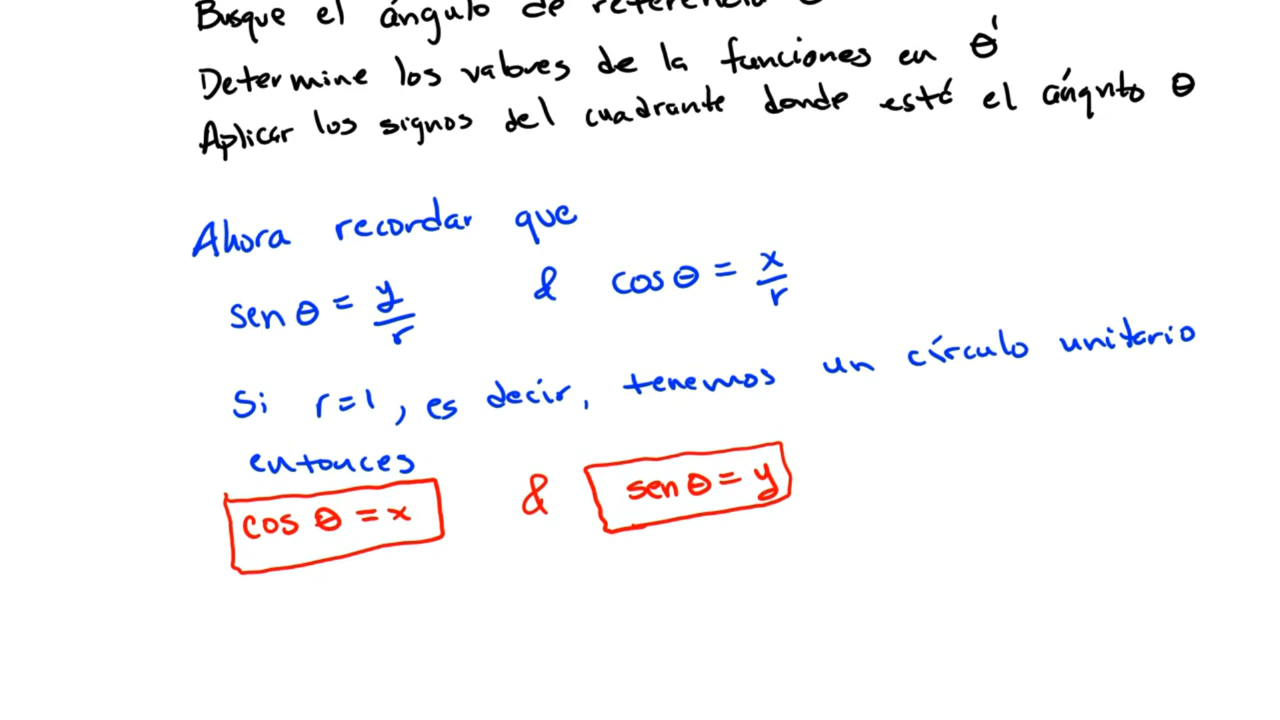 Busque el ángulo de referencia
Determine los valores de la funciones en θ'
Aplicar los signos del cuadrante donde esté el ángulo θ
Ahora recordar que
sen θ = y/r & cos θ = x/r
Si r=1, es decir, tenemos un círculo unitario
entonces
cos θ = x & sen θ = y